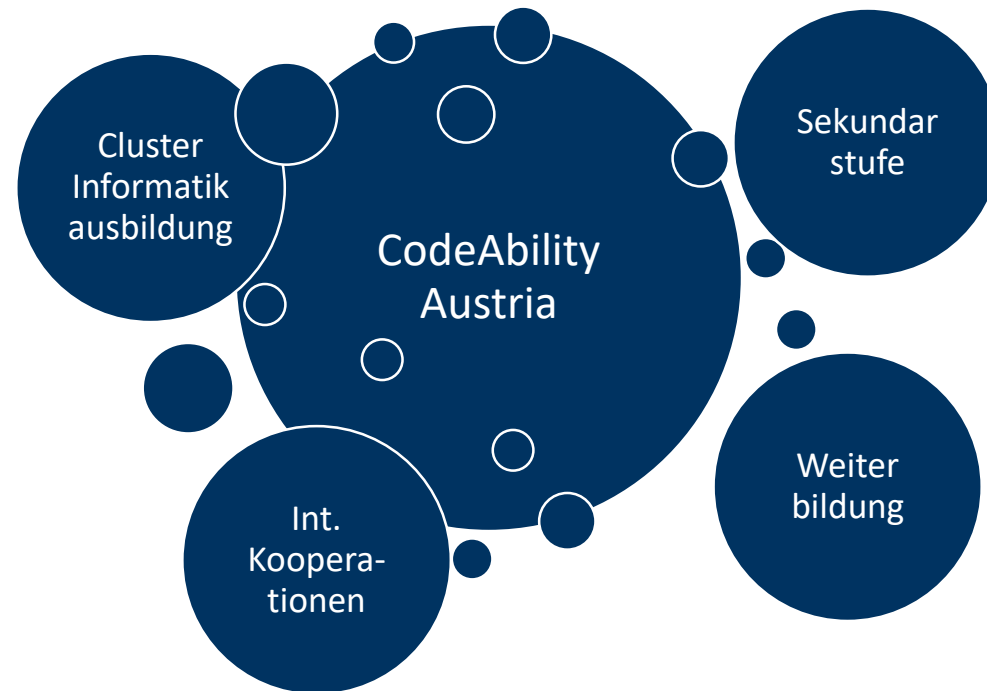 Cluster
Informatik
ausbildung
CodeAbility
Austria
Sekundar
stufe
Weiter
bildung
Int.
Koopera-
tionen